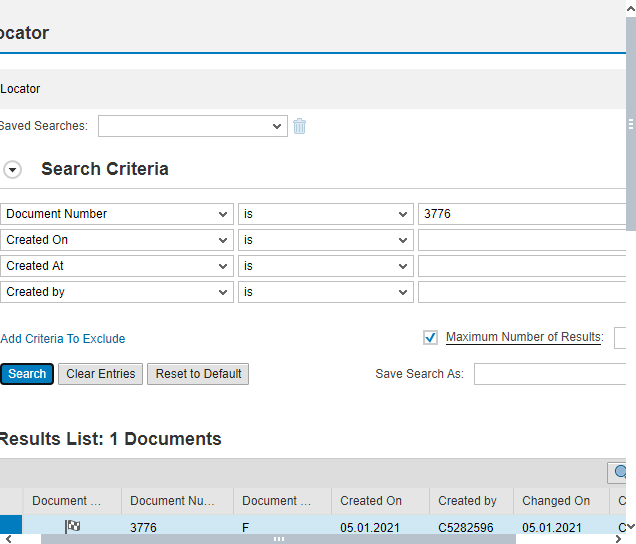 ocator
Locator
Saved Searches:
Search Criteria
Document Number is 3776
Created On is
Created At is
Created by is
Add Criteria To Exclude Maximum Number of Results:
Search Clear Entries Reset to Default Save Search As:
Results List: 1 Documents
Document ... Document Nu... Document ... Created On Created by Changed On C
3776 F 05.01.2021 C5282596 05.01.2021 C